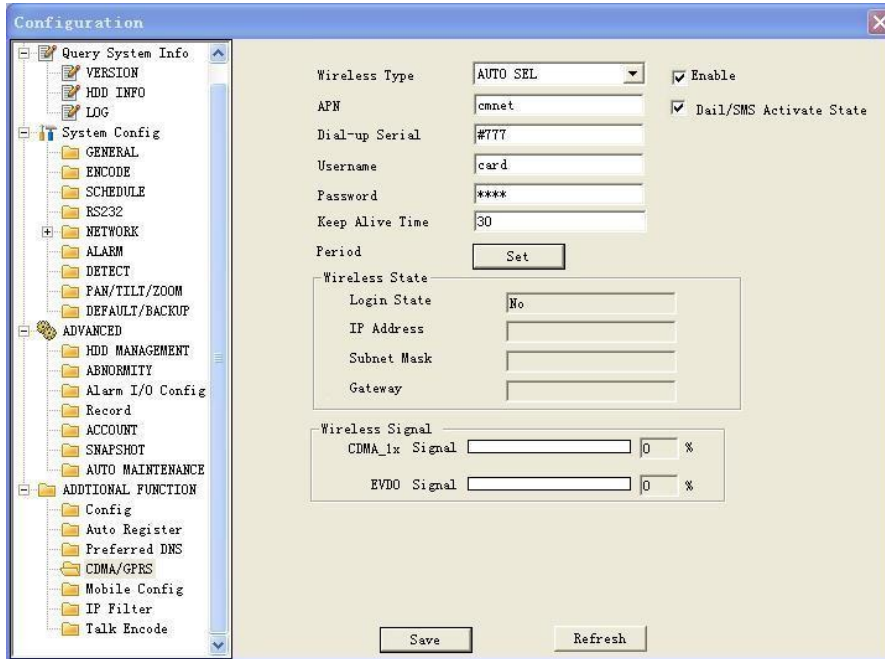 Configuration
Query System Info
VERSION
HDD INFO
LOG
System Config
GENERAL
ENCODE
SCHEDULE
RS232
NETWORK
ALARM
DETECT
PAN/TILT/ZOOM
DEFAULT/BACKUP
ADVANCED
HDD MANAGEMENT
ABNORMITY
Alarm I/O Config
Record
ACCOUNT
SNAPSHOT
AUTO MAINTENANCE
ADDTIONAL FUNCTION
Config
Auto Register
Preferred DNS
CDMA/GPRS
Mobile Config
IP Filter
Talk Encode
Wireless Type AUTO SEL Enable
APN cmnet Dail/SMS Activate State
Dial-up Serial #777
Username card
Password ****
Keep Alive Time 30
Period Set
Wireless State
Login State No
IP Address
Subnet Mask
Gateway
Wireless Signal
CDMA_1x Signal 0 %
EVDO Signal 0 %
Save Refresh